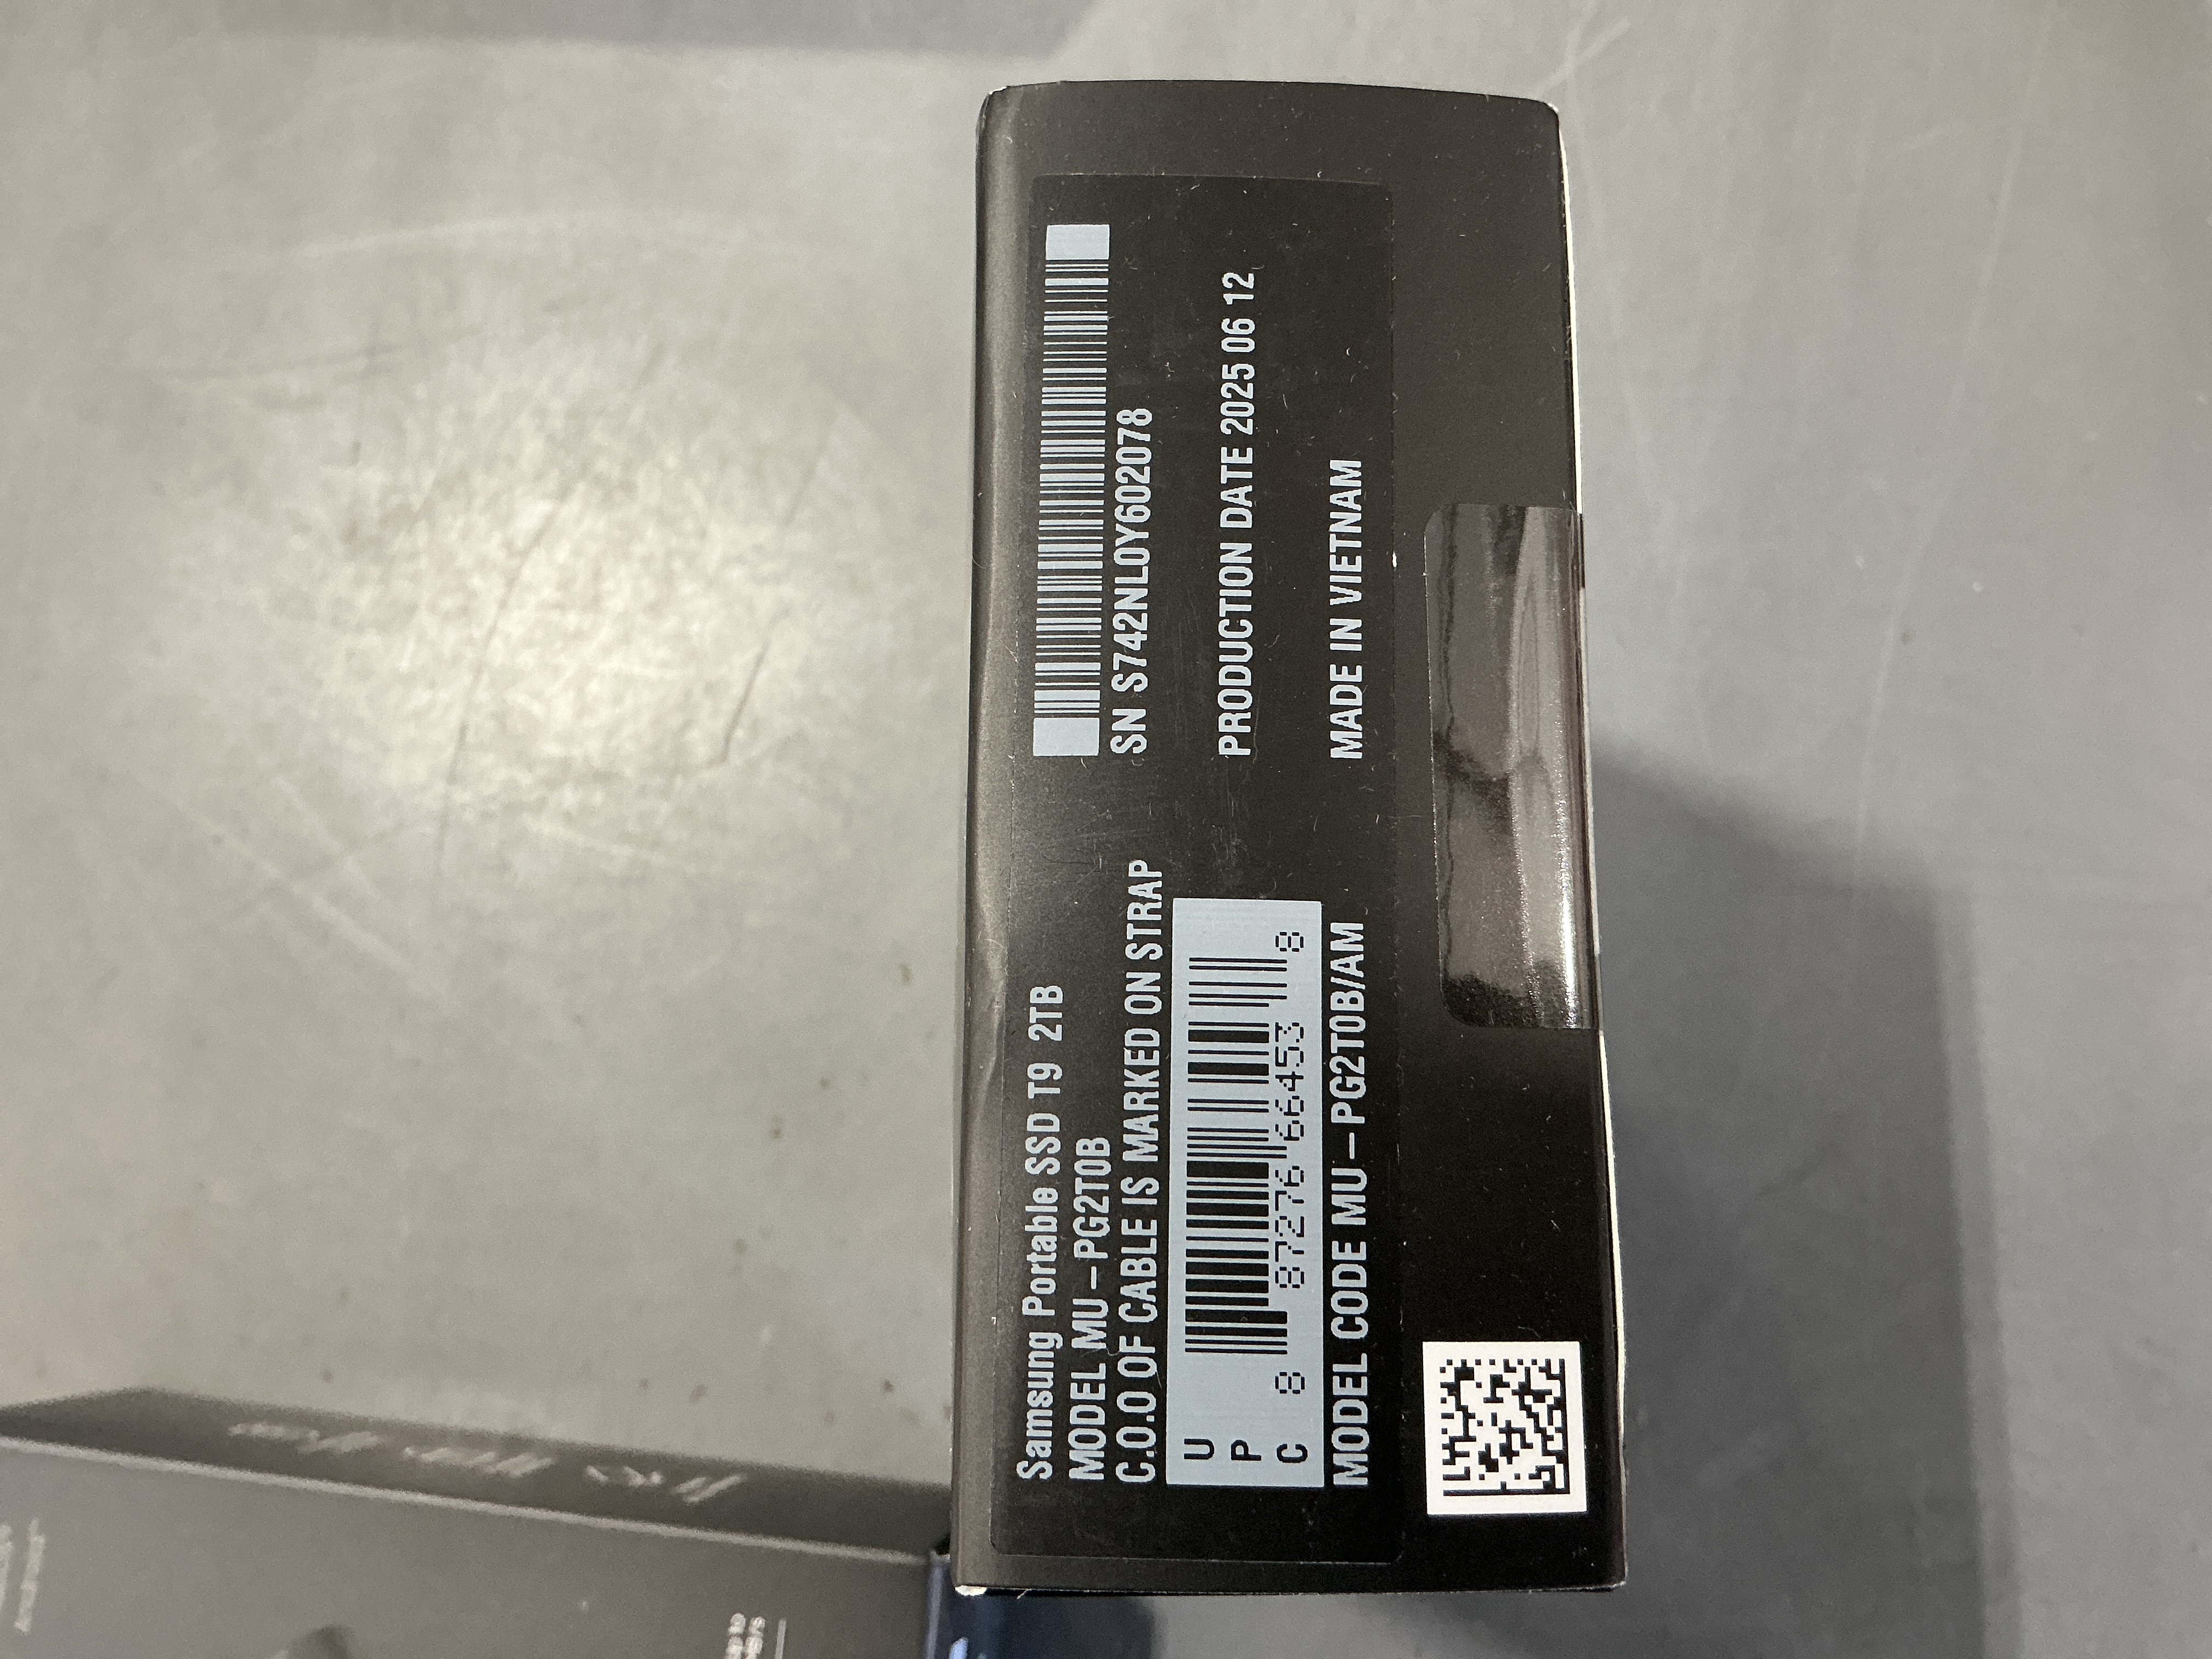 Samsung Portable SSD T9 2TB
MODEL MU-PG2T0B
C.O.O OF CABLE IS MARKED ON STRAP
UPC
8 87276 66453 8
MODEL CODE MU-PG2T0B/AM
SN S742NL0Y602078
PRODUCTION DATE 2025 06 12
MADE IN VIETNAM